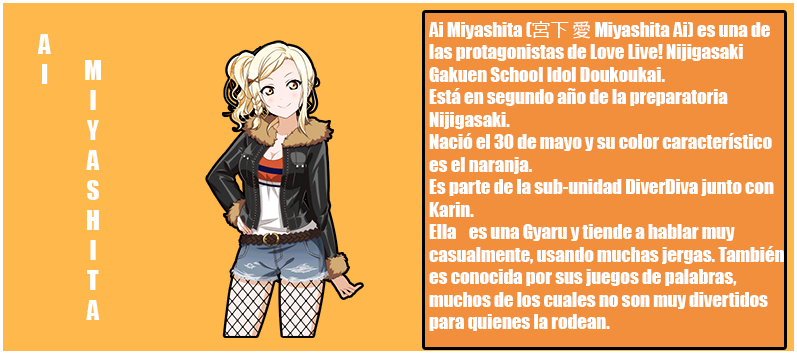 AI
MIYASHITA
Ai Miyashita (宮下 愛 Miyashita Ai) es una de
las protagonistas de Love Live! Nijigasaki
Gakuen School Idol Doukoukai.
Está en segundo año de la preparatoria
Nijigasaki.
Nació el 30 de mayo y su color característico
es el naranja.
Es parte de la sub-unidad DiverDiva junto con
Karin.
Ella es una Gyaru y tiende a hablar muy
casualmente, usando muchas jergas. También
es conocida por sus juegos de palabras,
muchos de los cuales no son muy divertidos
para quienes la rodean.